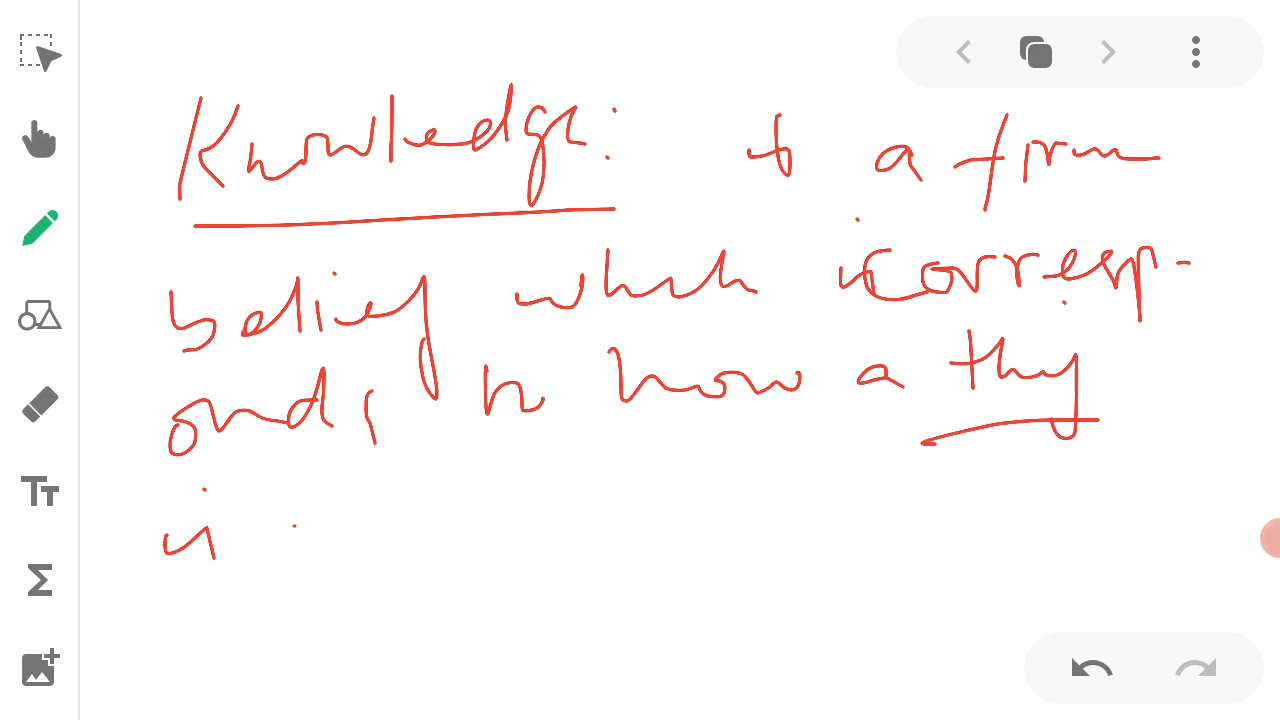 Knowledge: is a firm
belief which corresp-
onds to how a thing
is.